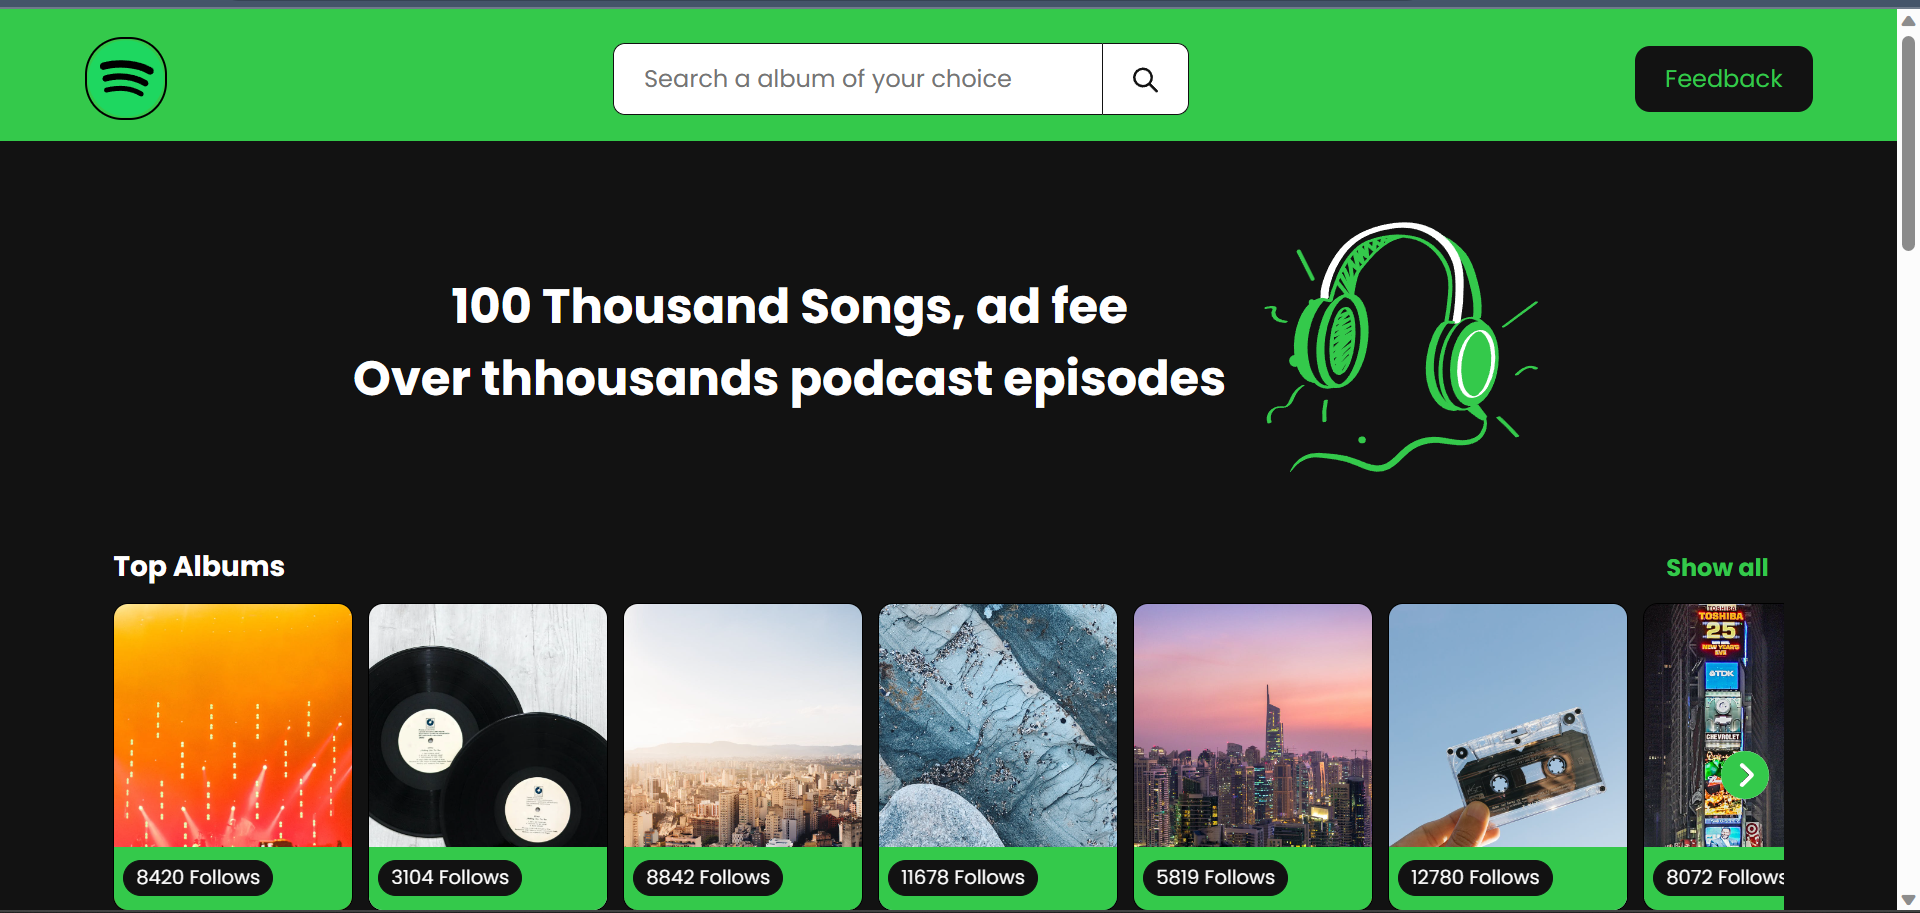 Search a album of your choice
Feedback
100 Thousand Songs, ad fee
Over thhousands podcast episodes
Top Albums
Show all
TOSHIBA
TOSHIBA
25
NEW YEAR'S
EVE
TDK
CHEVROLET
8420 Follows
3104 Follows
8842 Follows
11678 Follows
5819 Follows
12780 Follows
8072 Follows